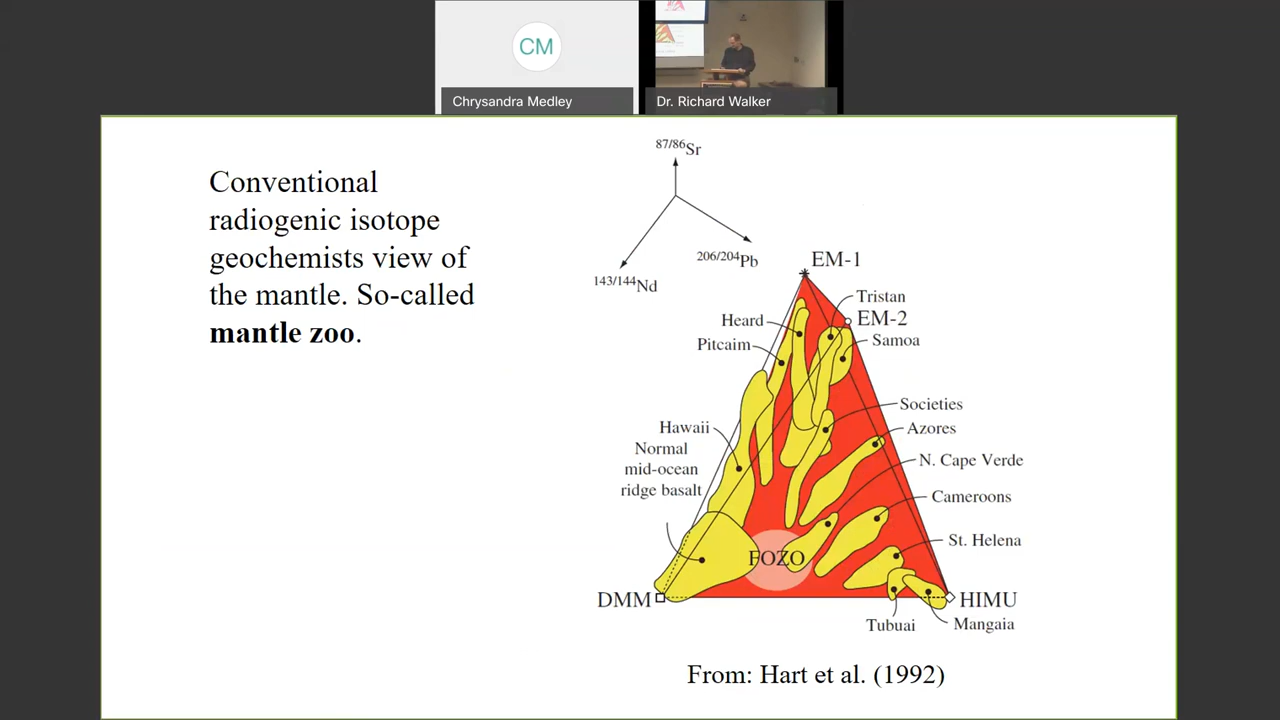 CM
Chrysandra Medley
Dr. Richard Walker
Conventional
radiogenic isotope
geochemists view of
the mantle. So-called
mantle zoo.
87/86Sr
206/204Pb
143/144Nd
EM-1
Tristan
EM-2
Heard
Samoa
Pitcaim
Societies
Hawaii
Azores
Normal
mid-ocean
ridge basalt
N. Cape Verde
Cameroons
St. Helena
FOZO
DMM
HIMU
Tubuai
Mangaia
From: Hart et al. (1992)